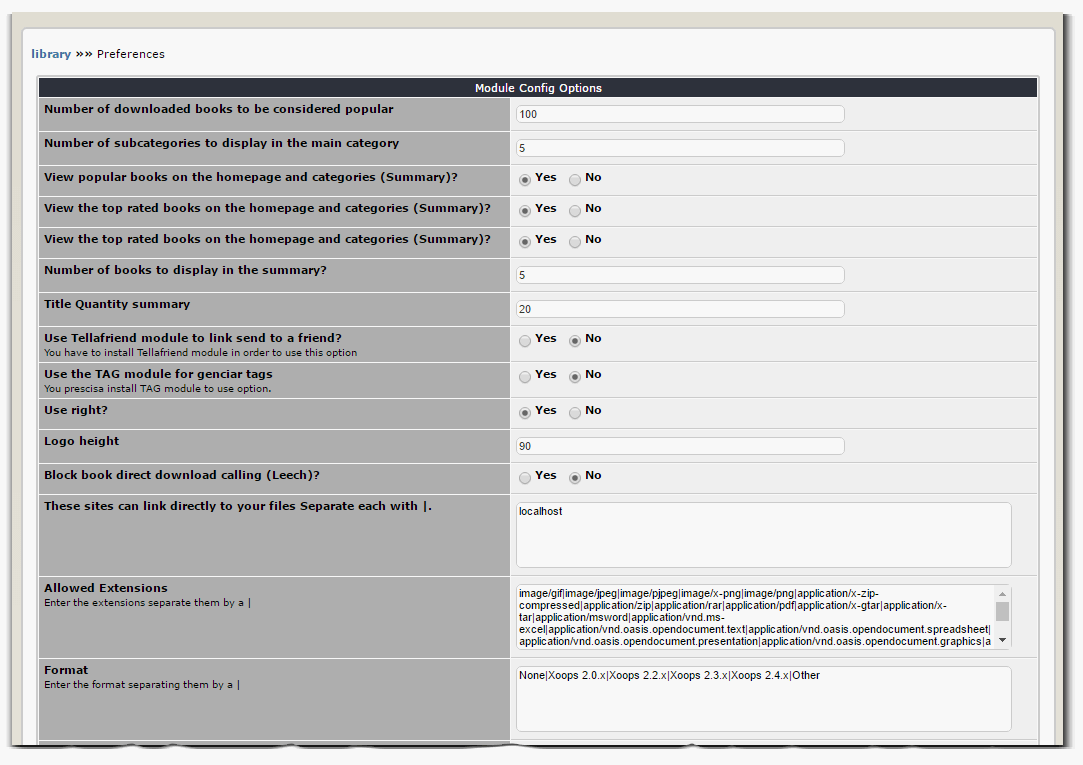 library »» Preferences
Module Config Options
Number of downloaded books to be considered popular
100
Number of subcategories to display in the main category
5
View popular books on the homepage and categories (Summary)?
Yes No
View the top rated books on the homepage and categories (Summary)?
Yes No
View the top rated books on the homepage and categories (Summary)?
Yes No
Number of books to display in the summary?
5
Title Quantity summary
20
Use Tellafriend module to link send to a friend?
You have to install Tellafriend module in order to use this option
Yes No
Use the TAG module for genciar tags
You prescisa install TAG module to use option.
Yes No
Use right?
Yes No
Logo height
90
Block book direct download calling (Leech)?
Yes No
These sites can link directly to your files Separate each with |.
localhost
Allowed Extensions
Enter the extensions separate them by a |
image/gif|image/jpeg|image/pjpeg|image/x-png|image/png|application/x-zip-
compressed|application/zip|application/rar|application/pdf|application/x-gtar|application/x-
tar|application/msword|application/vnd.ms-
excel|application/vnd.oasis.opendocument.text|application/vnd.oasis.opendocument.spreadsheet|
application/vnd.oasis.opendocument.presentation|application/vnd.oasis.opendocument.graphics|a
Format
Enter the format separating them by a |
None|Xoops 2.0.x|Xoops 2.2.x|Xoops 2.3.x|Xoops 2.4.x|Other